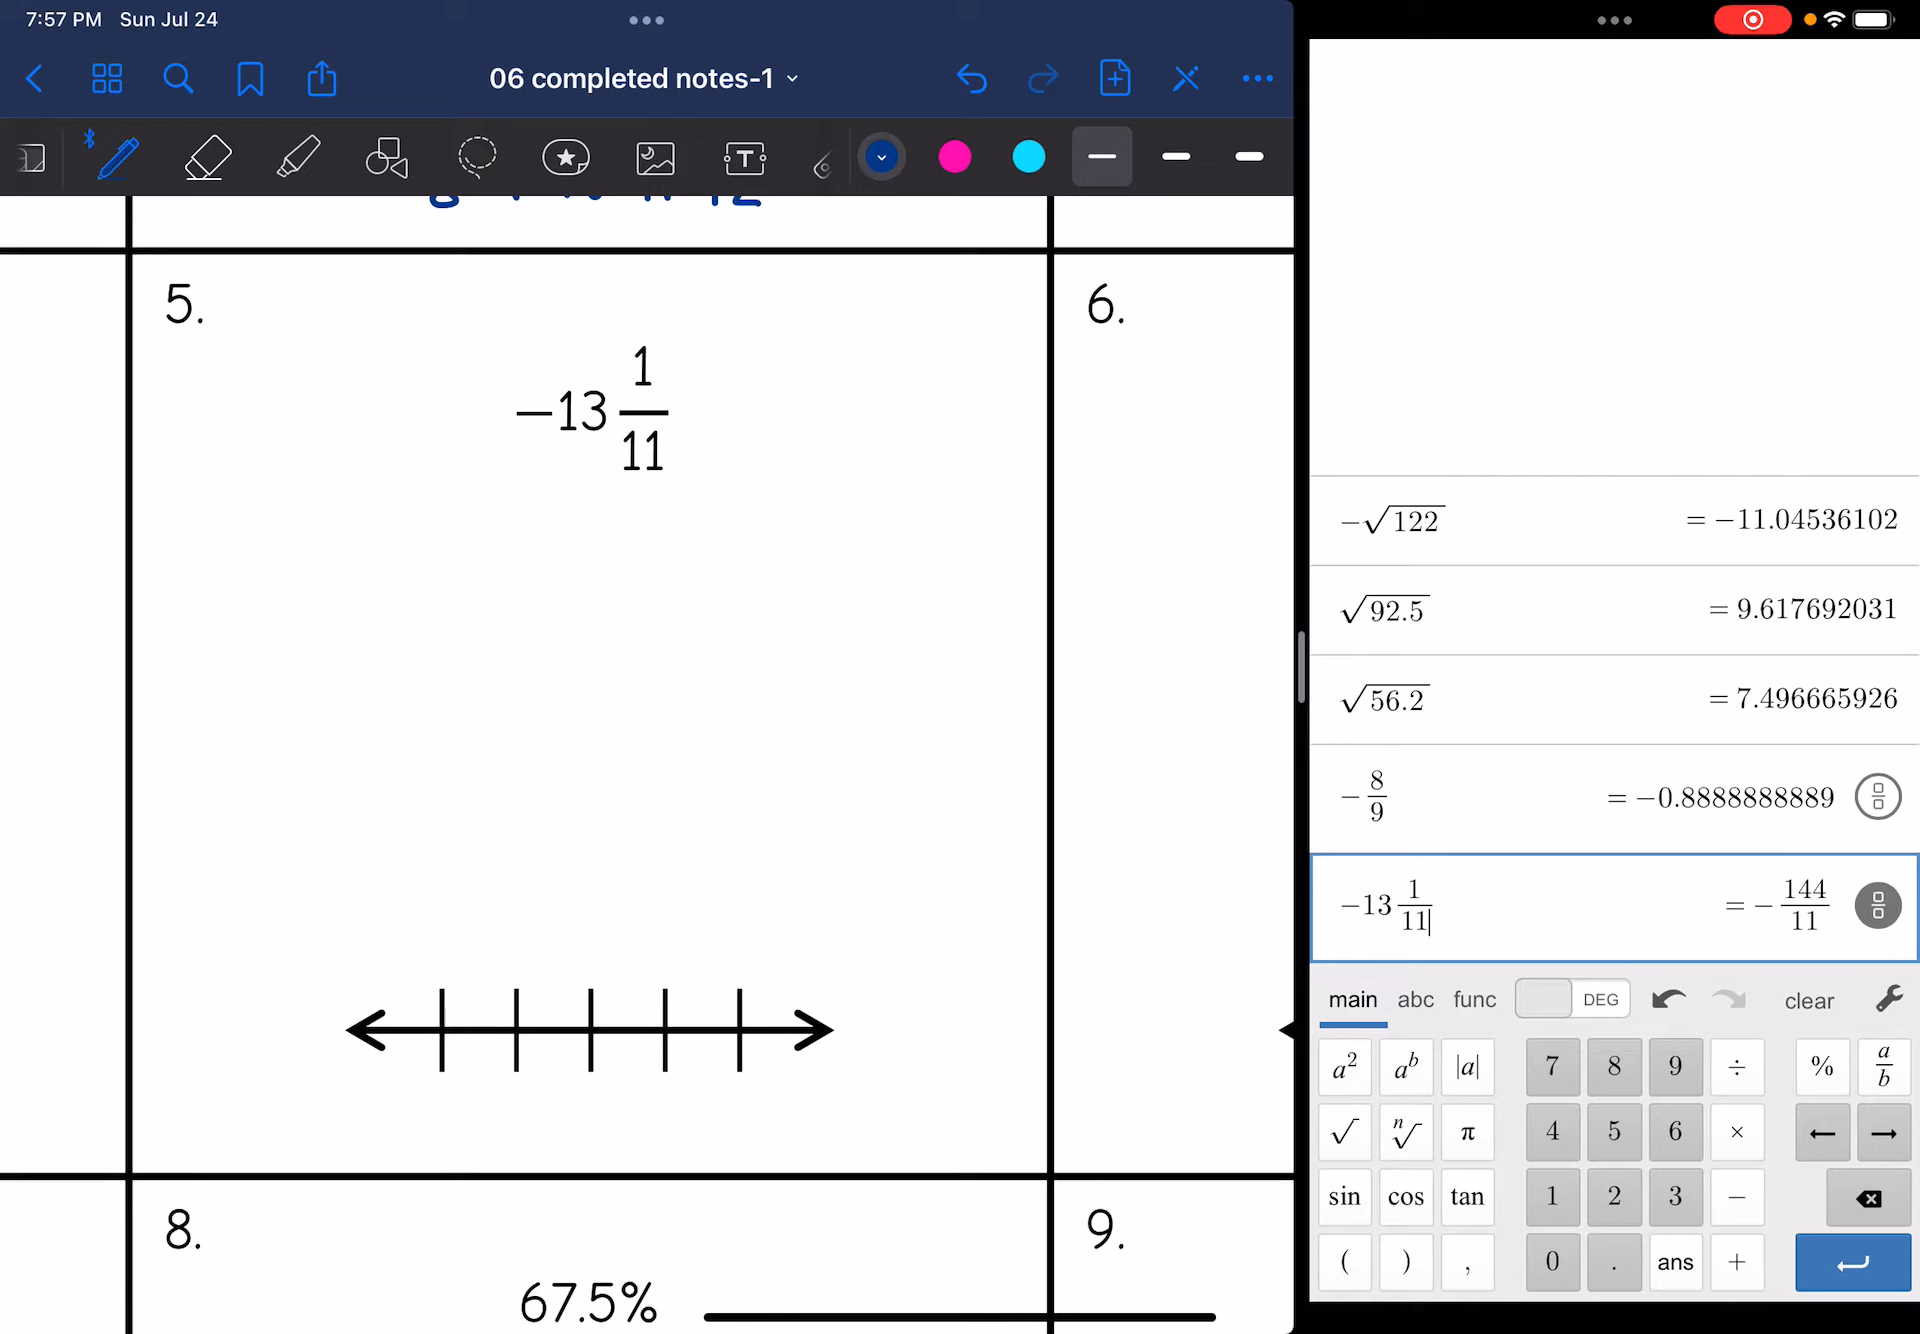 7:57 PM Sun Jul 24
06 completed notes-1
T
5.
6.
−13 1/11
8.
9.
67.5%
−√122 = −11.04536102
√92.5 = 9.617692031
√56.2 = 7.496665926
−8/9 = −0.8888888889
−13 1/11 = −144/11
main abc func DEG clear
a² aᵇ |a| 7 8 9 ÷ % a/b
√ ⁿ√ π 4 5 6 × ← →
sin cos tan 1 2 3 −
( ) , 0 . ans +